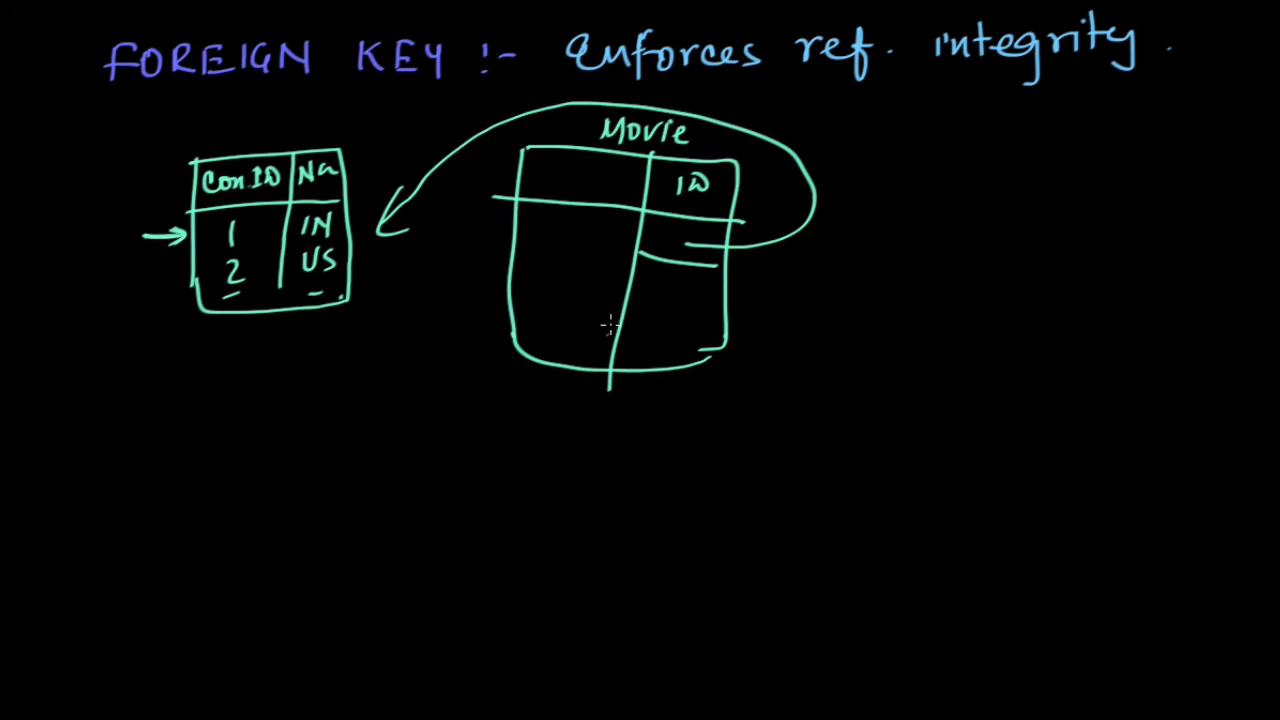 FOREIGN KEY :- Enforces ref. integrity.
Movie
Con ID Na
ID
1 IN
2 US